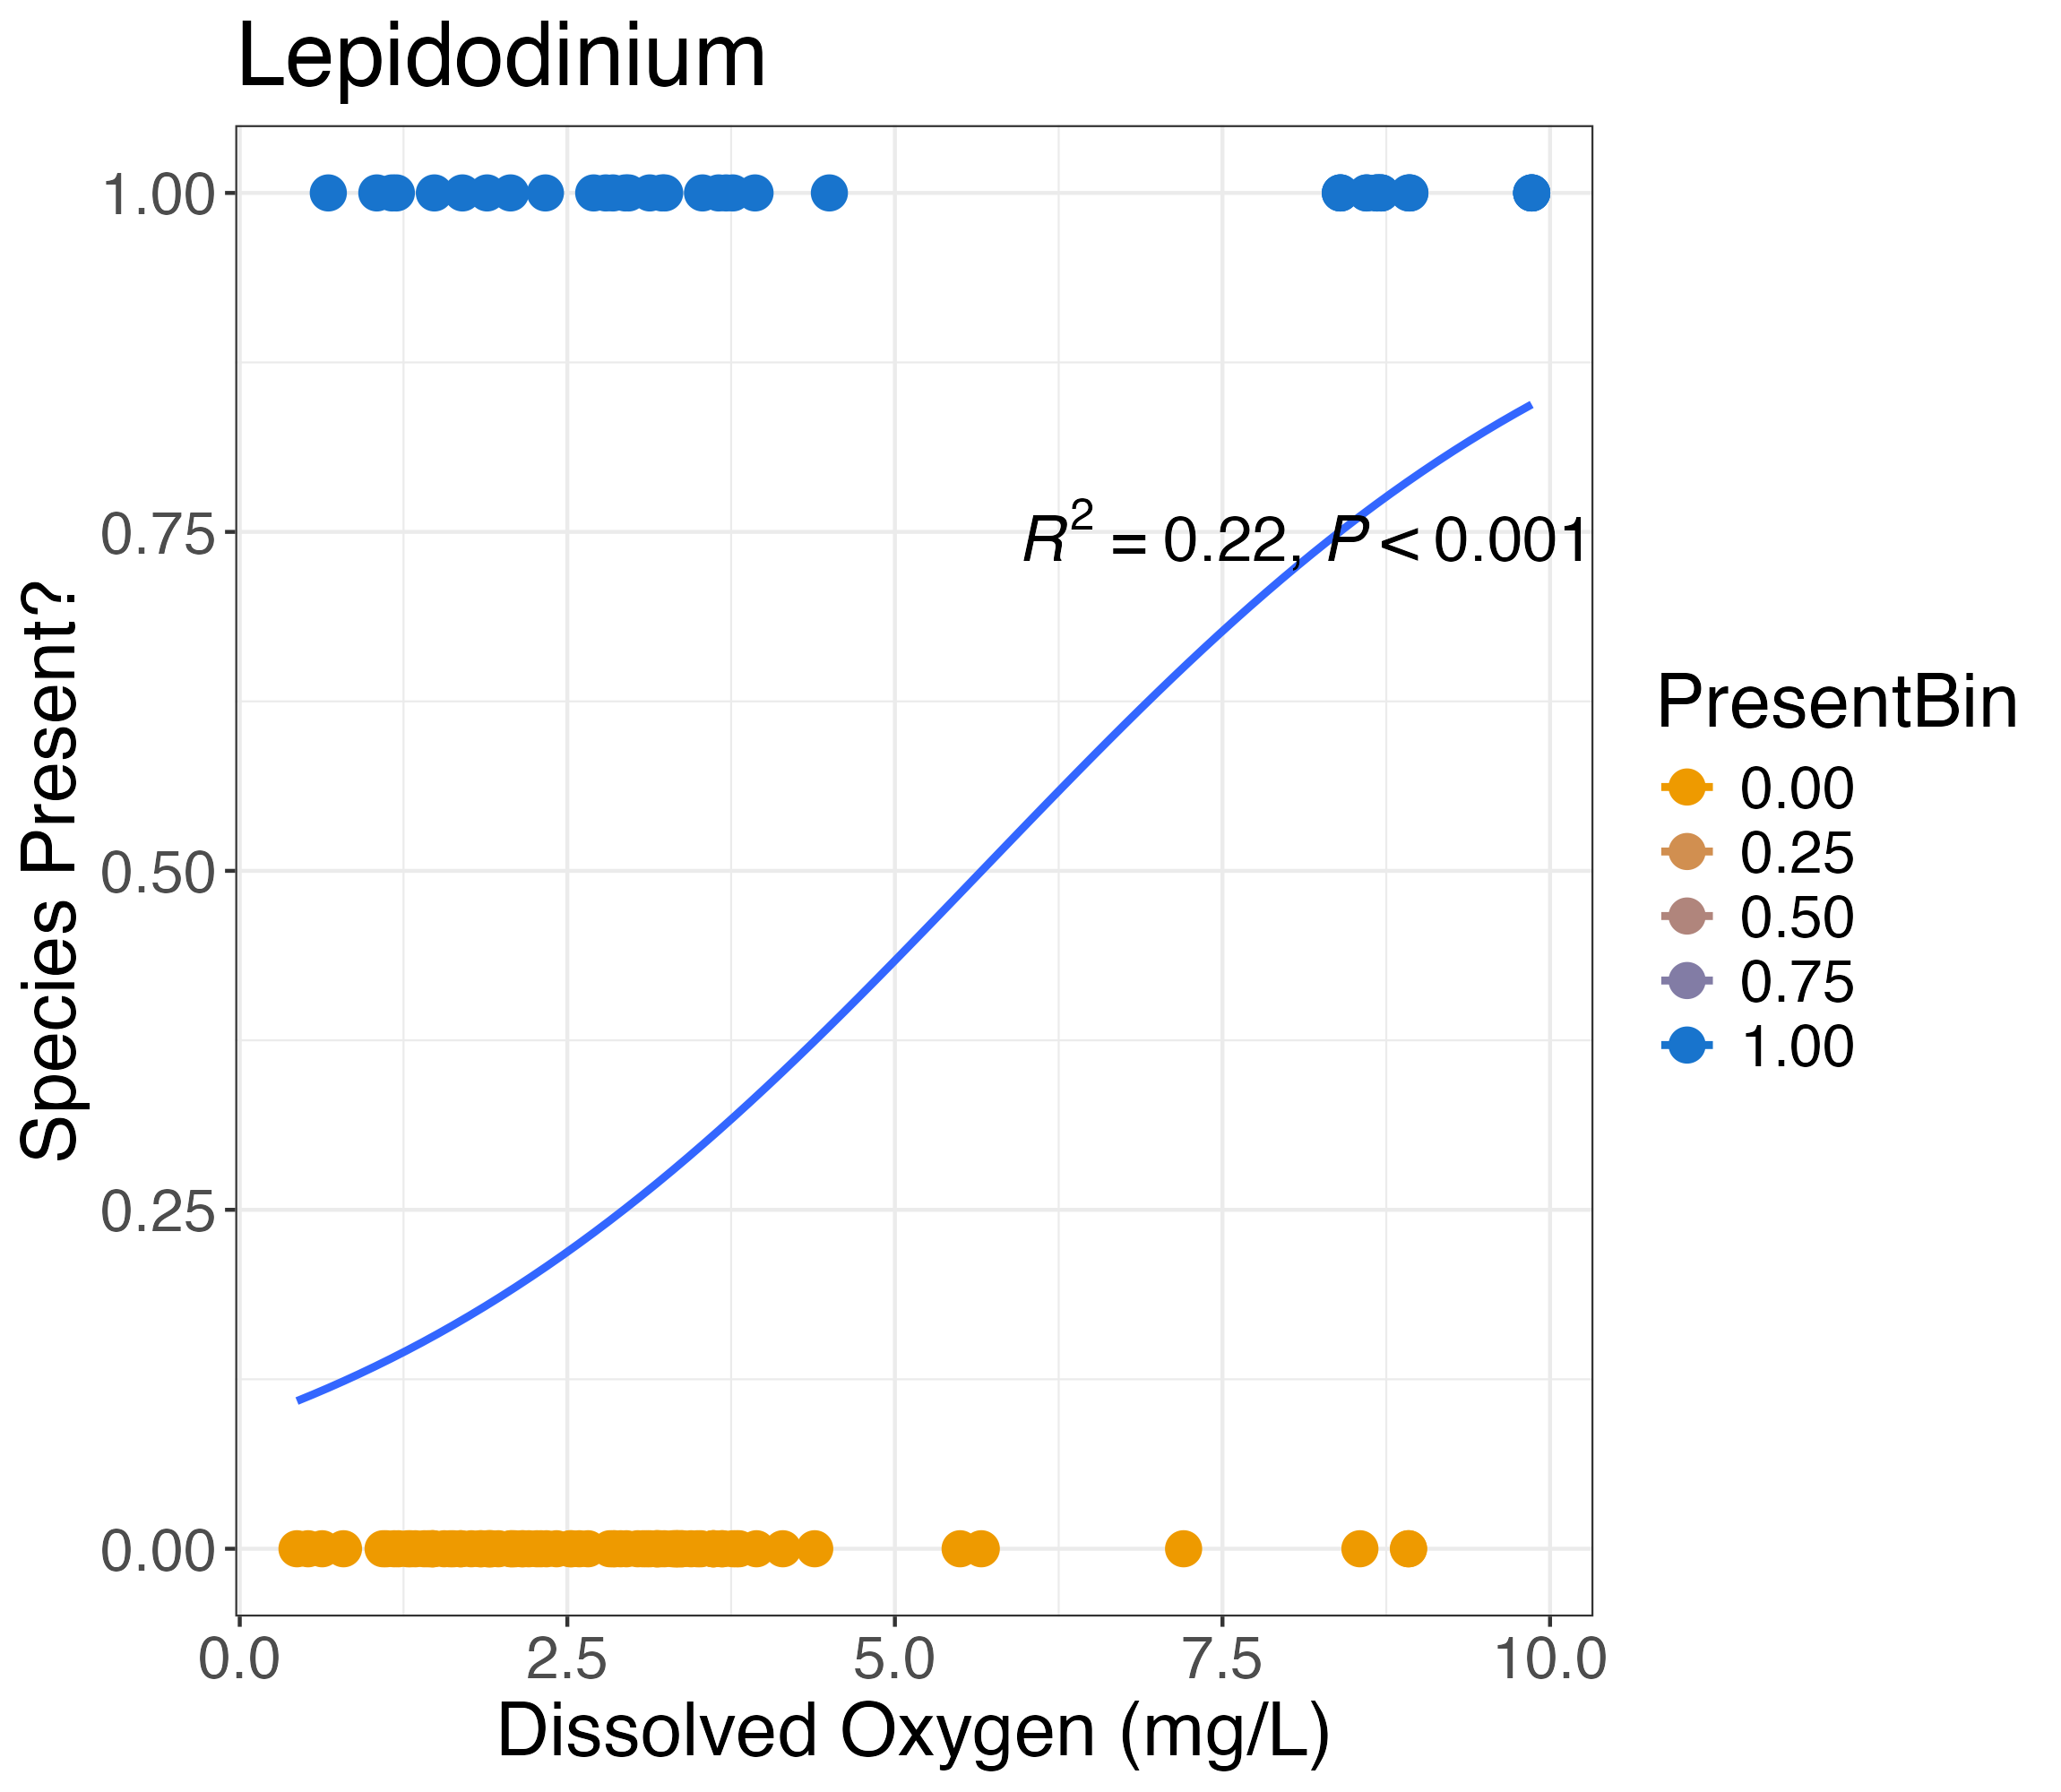 Lepidodinium
1.00
0.75
0.50
0.25
0.00
Species Present?
R² = 0.22, P < 0.001
0.0 2.5 5.0 7.5 10.0
Dissolved Oxygen (mg/L)
PresentBin
0.00
0.25
0.50
0.75
1.00